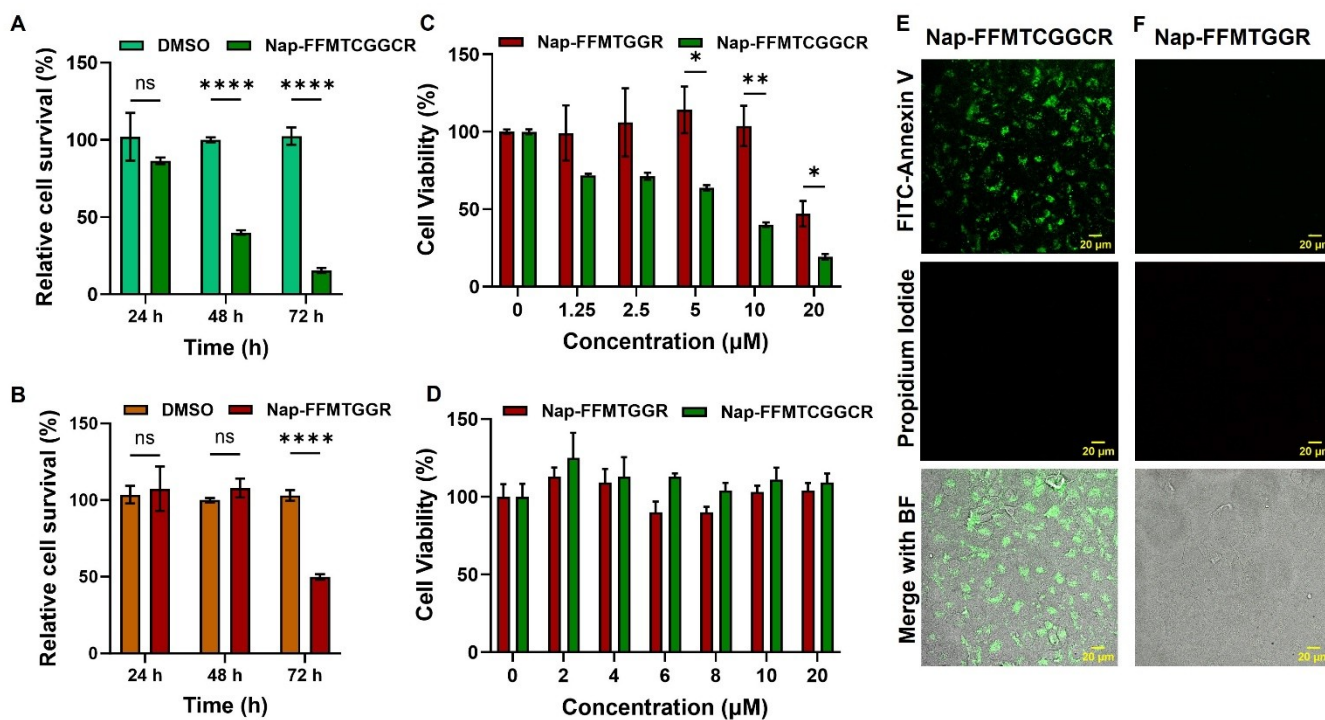 A
DMSO Nap-FFMTCGGCR
Relative cell survival (%)
150
100
50
0
ns
****
****
24 h 48 h 72 h
Time (h)
B
DMSO Nap-FFMTGGR
Relative cell survival (%)
150
100
50
0
ns
ns
****
24 h 48 h 72 h
Time (h)
C
Nap-FFMTGGR Nap-FFMTCGGCR
Cell Viability (%)
150
100
50
0
*
**
*
0 1.25 2.5 5 10 20
Concentration (µM)
D
Nap-FFMTGGR Nap-FFMTCGGCR
Cell Viability (%)
150
100
50
0
0 2 4 6 8 10 20
Concentration (µM)
E
Nap-FFMTCGGCR
F
Nap-FFMTGGR
FITC-Annexin V
20 µm
20 µm
Propidium Iodide
20 µm
20 µm
Merge with BF
20 µm
20 µm